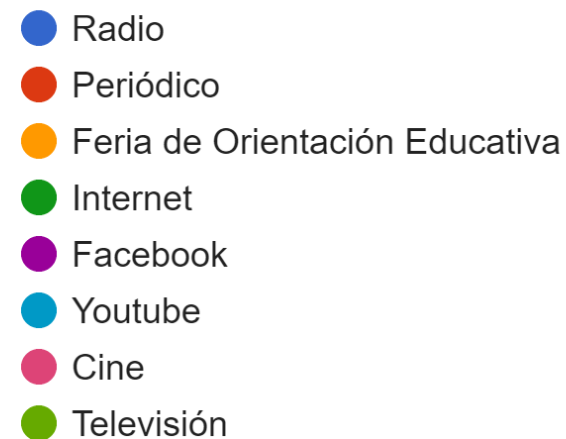 Radio
Periódico
Feria de Orientación Educativa
Internet
Facebook
Youtube
Cine
Televisión